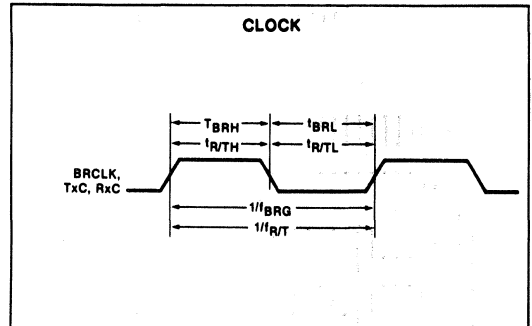 CLOCK
TBRH tBRL
tR/TH tR/TL
BRCLK,
TxC, RxC
1/fBRG
1/fR/T